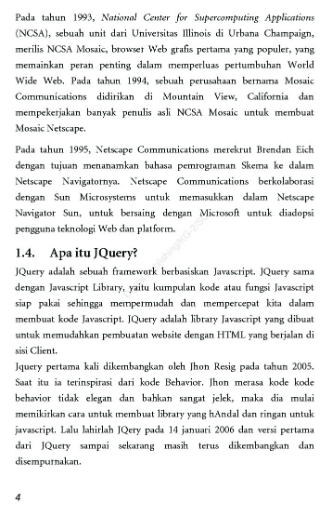 Pada tahun 1993, National Center for Supercomputing Applications
(NCSA), sebuah unit dari Universitas Illinois di Urbana Champaign,
merilis NCSA Mosaic, browser Web grafis pertama yang populer, yang
memainkan peran penting dalam memperluas pertumbuhan World
Wide Web. Pada tahun 1994, sebuah perusahaan bernama Mosaic
Communications didirikan di Mountain View, California dan
mempekerjakan banyak penulis asli NCSA Mosaic untuk membuat
Mosaic Netscape.
Pada tahun 1995, Netscape Communications merekrut Brendan Eich
dengan tujuan menanamkan bahasa pemrograman Skema ke dalam
Netscape Navigatornya. Netscape Communications berkolaborasi
dengan Sun Microsystems untuk memasukkan dalam Netscape
Navigator Sun, untuk bersaing dengan Microsoft untuk diadopsi
pengguna teknologi Web dan platform.
1.4. Apa itu JQuery?
JQuery adalah sebuah framework berbasiskan Javascript. JQuery sama
dengan Javascript Library, yaitu kumpulan kode atau fungsi Javascript
siap pakai sehingga mempermudah dan mempercepat kita dalam
membuat kode Javascript. JQuery adalah library Javascript yang dibuat
untuk memudahkan pembuatan website dengan HTML yang berjalan di
sisi Client.
Jquery pertama kali dikembangkan oleh Jhon Resig pada tahun 2005.
Saat itu ia terinspirasi dari kode Behavior. Jhon merasa kode kode
behavior tidak elegan dan bahkan sangat jelek, maka dia mulai
memikirkan cara untuk membuat library yang hAndal dan ringan untuk
javascript. Lalu lahirlah JQery pada 14 januari 2006 dan versi pertama
dari JQuery sampai sekarang masih terus dikembangkan dan
disempurnakan.
4